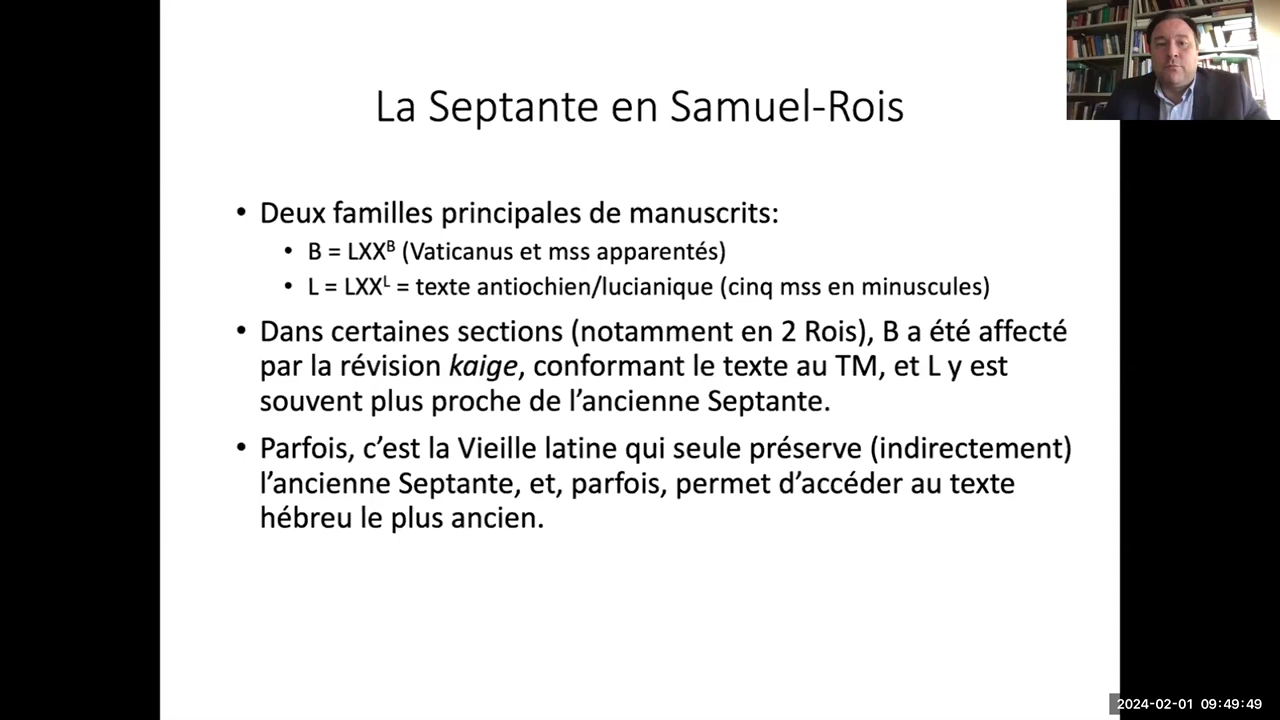 La Septante en Samuel-Rois
• Deux familles principales de manuscrits:
• B = LXXᴮ (Vaticanus et mss apparentés)
• L = LXXᴸ = texte antiochien/lucianique (cinq mss en minuscules)
• Dans certaines sections (notamment en 2 Rois), B a été affecté
par la révision kaige, conformant le texte au TM, et L y est
souvent plus proche de l’ancienne Septante.
• Parfois, c’est la Vieille latine qui seule préserve (indirectement)
l’ancienne Septante, et, parfois, permet d’accéder au texte
hébreu le plus ancien.
2024-02-01 09:49:49